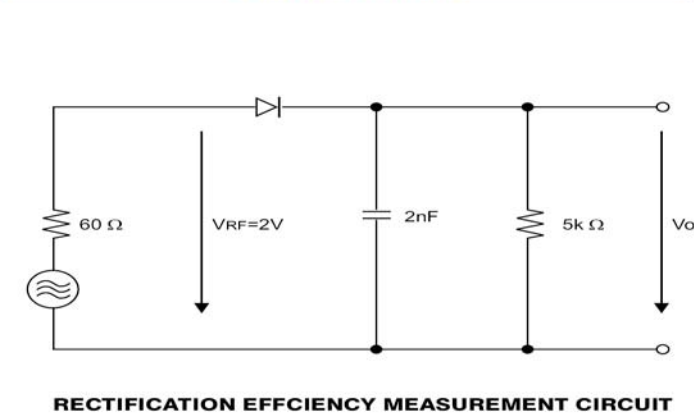 60 Ω
VRF=2V
2nF
5k Ω
Vo
RECTIFICATION EFFCIENCY MEASUREMENT CIRCUIT